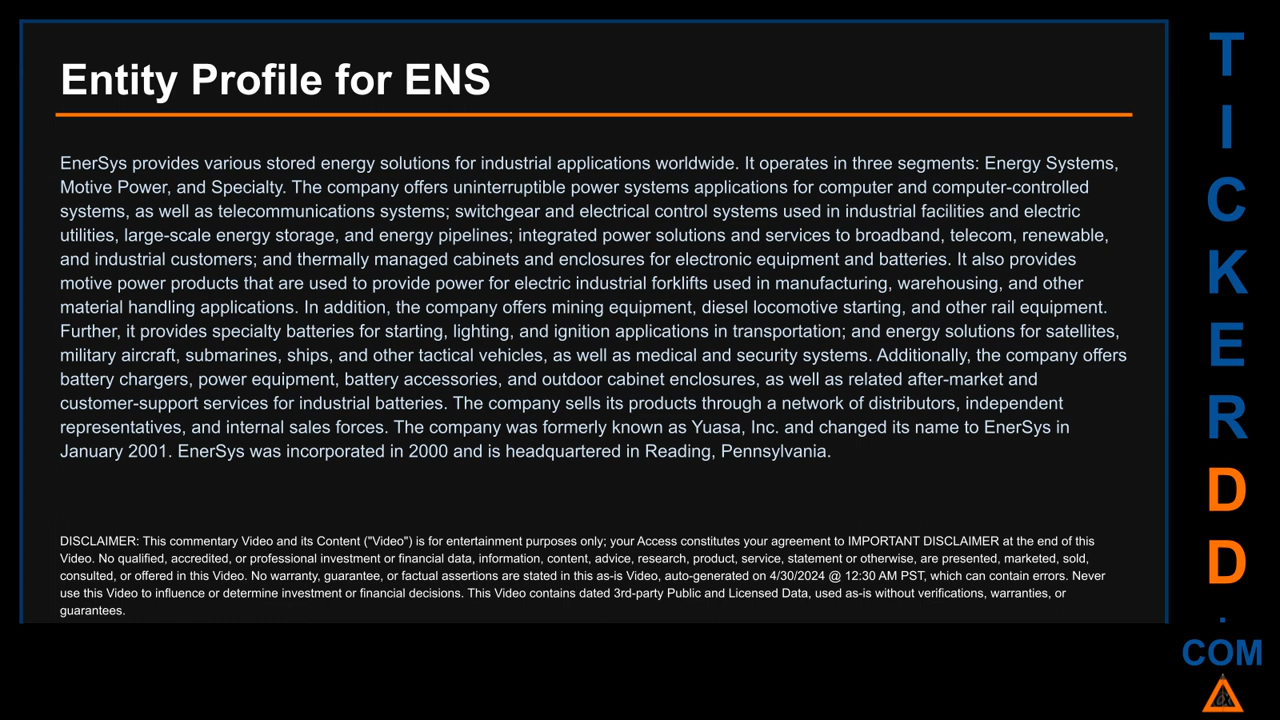 Entity Profile for ENS
EnerSys provides various stored energy solutions for industrial applications worldwide. It operates in three segments: Energy Systems,
Motive Power, and Specialty. The company offers uninterruptible power systems applications for computer and computer-controlled
systems, as well as telecommunications systems; switchgear and electrical control systems used in industrial facilities and electric
utilities, large-scale energy storage, and energy pipelines; integrated power solutions and services to broadband, telecom, renewable,
and industrial customers; and thermally managed cabinets and enclosures for electronic equipment and batteries. It also provides
motive power products that are used to provide power for electric industrial forklifts used in manufacturing, warehousing, and other
material handling applications. In addition, the company offers mining equipment, diesel locomotive starting, and other rail equipment.
Further, it provides specialty batteries for starting, lighting, and ignition applications in transportation; and energy solutions for satellites,
military aircraft, submarines, ships, and other tactical vehicles, as well as medical and security systems. Additionally, the company offers
battery chargers, power equipment, battery accessories, and outdoor cabinet enclosures, as well as related after-market and
customer-support services for industrial batteries. The company sells its products through a network of distributors, independent
representatives, and internal sales forces. The company was formerly known as Yuasa, Inc. and changed its name to EnerSys in
January 2001. EnerSys was incorporated in 2000 and is headquartered in Reading, Pennsylvania.
DISCLAIMER: This commentary Video and its Content ("Video") is for entertainment purposes only; your Access constitutes your agreement to IMPORTANT DISCLAIMER at the end of this
Video. No qualified, accredited, or professional investment or financial data, information, content, advice, research, product, service, statement or otherwise, are presented, marketed, sold,
consulted, or offered in this Video. No warranty, guarantee, or factual assertions are stated in this as-is Video, auto-generated on 4/30/2024 @ 12:30 AM PST, which can contain errors. Never
use this Video to influence or determine investment or financial decisions. This Video contains dated 3rd-party Public and Licensed Data, used as-is without verifications, warranties, or
guarantees.
T
I
C
K
E
R
D
D
.
COM